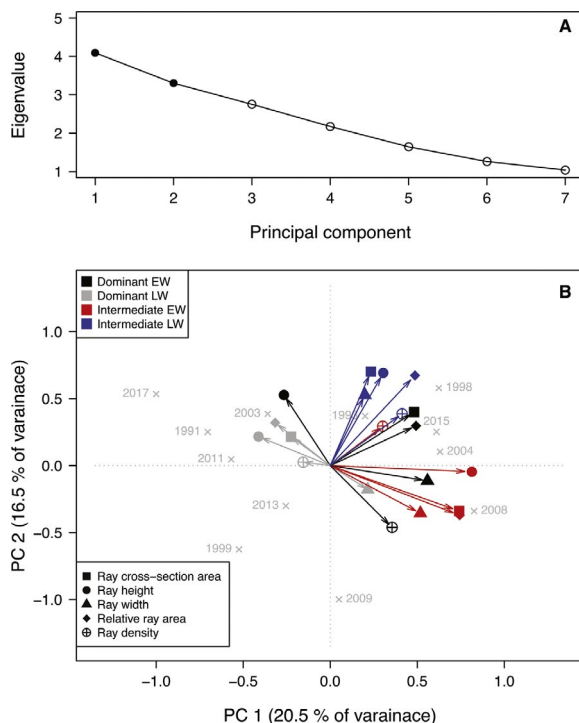 A
5
4
3
2
1
Eigenvalue
1 2 3 4 5 6 7
Principal component
B
Dominant EW
Dominant LW
Intermediate EW
Intermediate LW
1.0
0.5
0.0
−0.5
−1.0
PC 2 (16.5 % of varainace)
2017
1998
2003
2015
1991
2004
2011
2013
2008
1999
2009
Ray cross−section area
Ray height
Ray width
Relative ray area
Ray density
−1.0 −0.5 0.0 0.5 1.0
PC 1 (20.5 % of varainace)